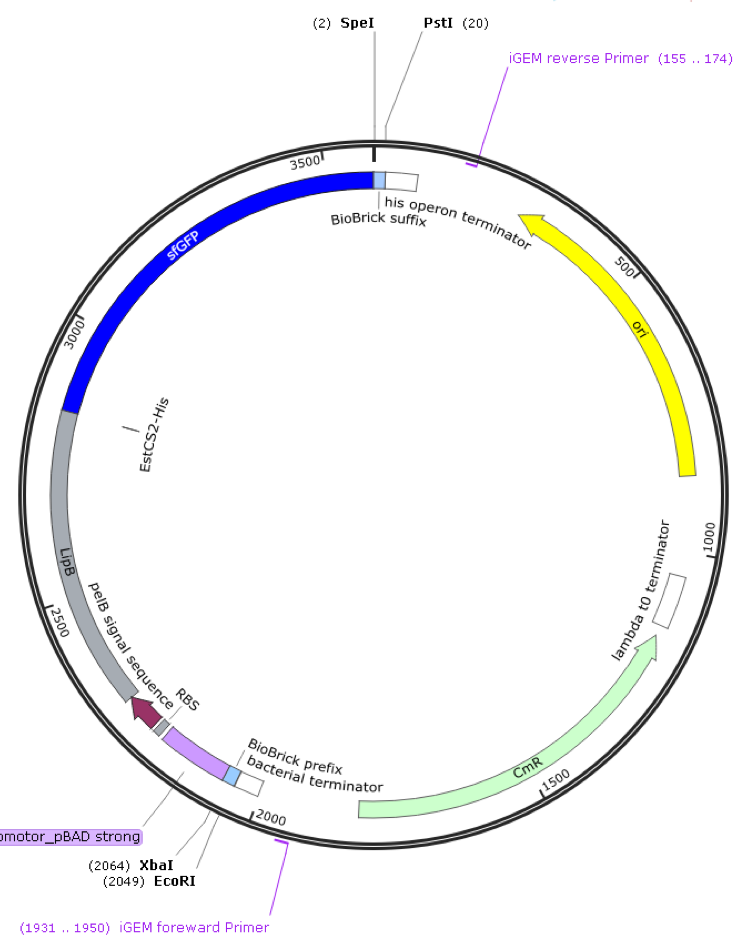 (2) SpeI
PstI (20)
iGEM reverse Primer (155 .. 174)
3500
his operon terminator
BioBrick suffix
sfGFP
500
ori
3000
EstCS2-His
1000
lambda t0 terminator
LipB
2500
pelB signal sequence
RBS
BioBrick prefix
bacterial terminator
CmR
1500
2000
omotor_pBAD strong
(2064) XbaI
(2049) EcoRI
(1931 .. 1950) iGEM foreward Primer